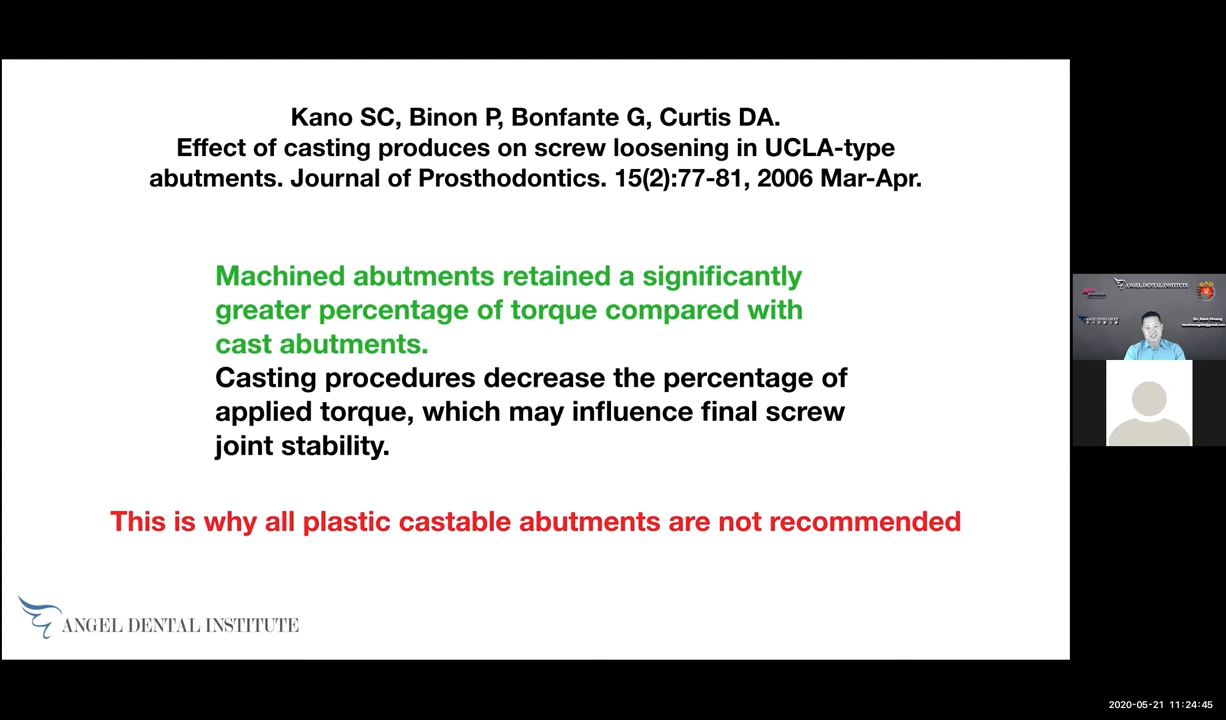 Kano SC, Binon P, Bonfante G, Curtis DA.
Effect of casting produces on screw loosening in UCLA-type
abutments. Journal of Prosthodontics. 15(2):77-81, 2006 Mar-Apr.
Machined abutments retained a significantly
greater percentage of torque compared with
cast abutments.
Casting procedures decrease the percentage of
applied torque, which may influence final screw
joint stability.
This is why all plastic castable abutments are not recommended
ANGEL DENTAL INSTITUTE
ANGEL DENTAL INSTITUTE
2020-05-21 11:24:45